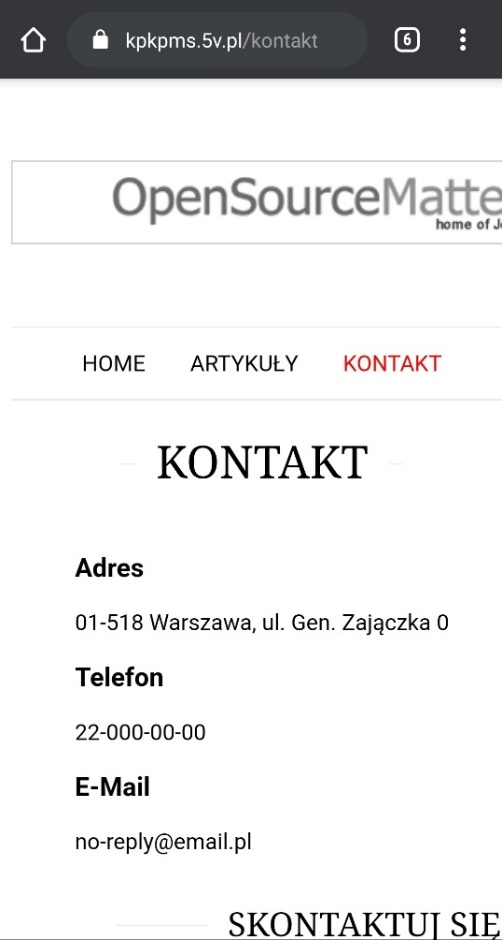 kpkpms.5v.pl/kontakt
6
OpenSourceMatte
home of J
HOME ARTYKUŁY KONTAKT
KONTAKT
Adres
01-518 Warszawa, ul. Gen. Zajączka 0
Telefon
22-000-00-00
E-Mail
no-reply@email.pl
SKONTAKTUJ SIĘ